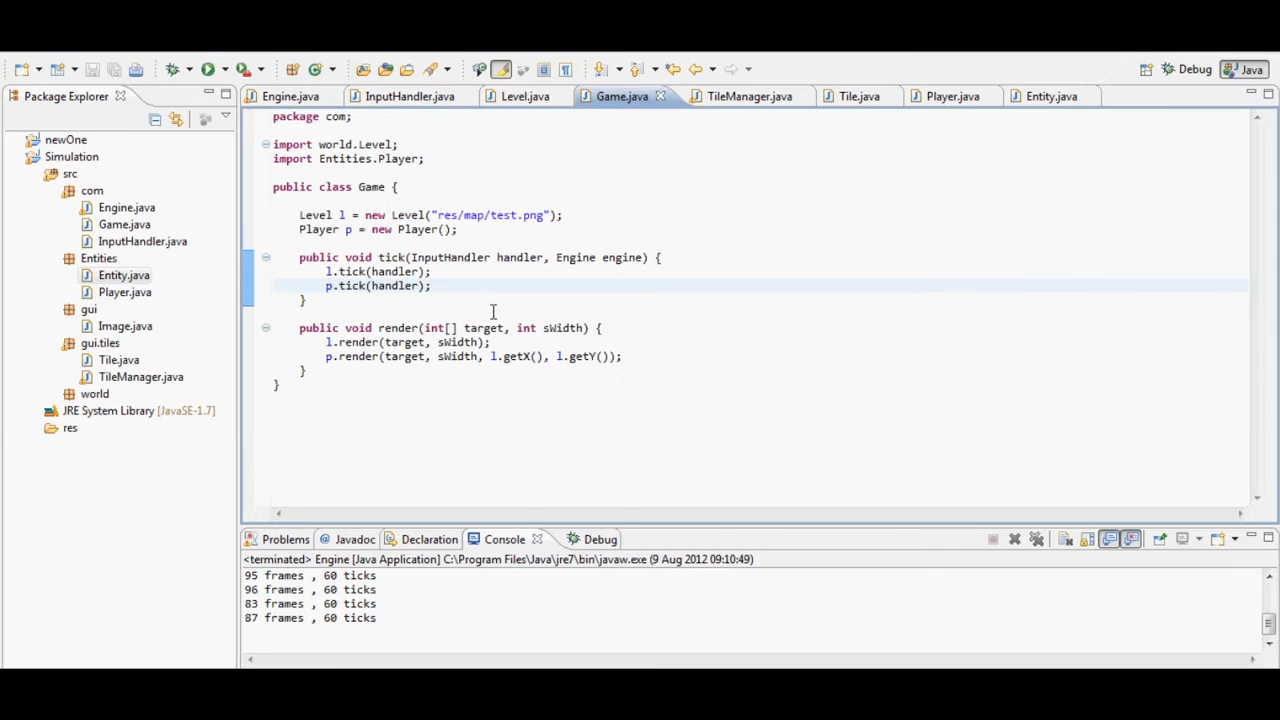 Debug Java
Package Explorer Engine.java InputHandler.java Level.java Game.java TileManager.java Tile.java Player.java Entity.java
newOne
Simulation
src
com
Engine.java
Game.java
InputHandler.java
Entities
Entity.java
Player.java
gui
Image.java
gui.tiles
Tile.java
TileManager.java
world
JRE System Library [JavaSE-1.7]
res
package com;
import world.Level;
import Entities.Player;
public class Game {
Level l = new Level("res/map/test.png");
Player p = new Player();
public void tick(InputHandler handler, Engine engine) {
l.tick(handler);
p.tick(handler);
}
public void render(int[] target, int sWidth) {
l.render(target, sWidth);
p.render(target, sWidth, l.getX(), l.getY());
}
}
Problems @ Javadoc Declaration Console Debug
<terminated> Engine [Java Application] C:\Program Files\Java\jre7\bin\javaw.exe (9 Aug 2012 09:10:49)
95 frames , 60 ticks
96 frames , 60 ticks
83 frames , 60 ticks
87 frames , 60 ticks